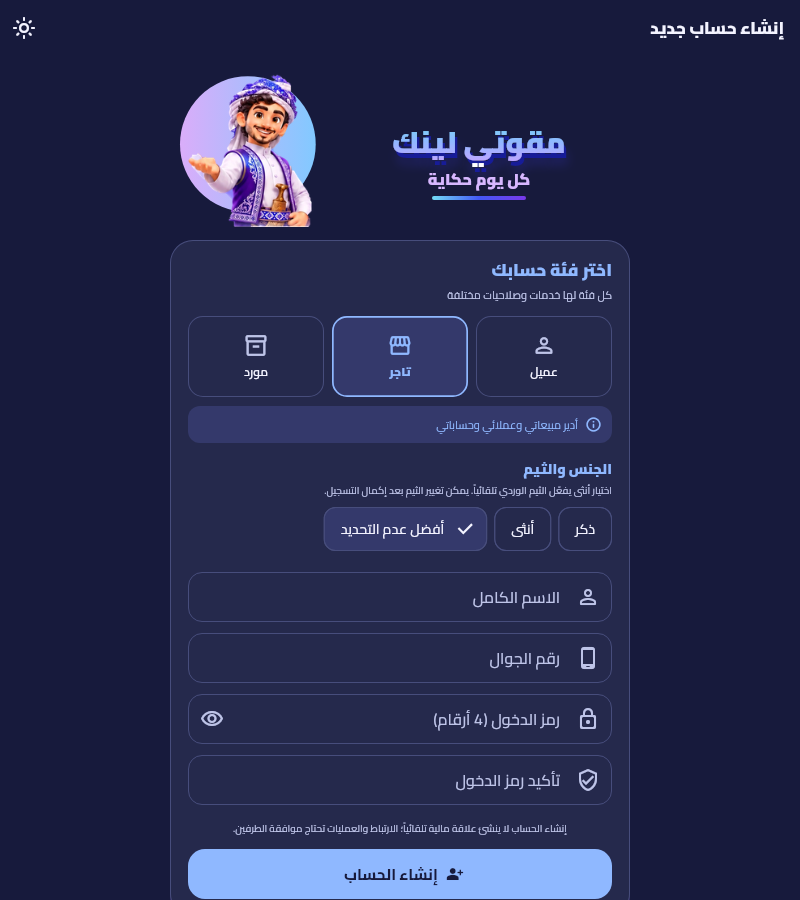 إنشاء حساب جديد
مقوتي لينك
كل يوم حكاية
اختر فئة حسابك
كل فئة لها خدمات وصلاحيات مختلفة
عميل
تاجر
مورد
أدير مبيعاتي وعملائي وحساباتي
الجنس والثيم
اختيار أنثى يفعّل الثيم الوردي تلقائياً. يمكن تغيير الثيم بعد إكمال التسجيل.
ذكر
أنثى
أفضل عدم التحديد
الاسم الكامل
رقم الجوال
رمز الدخول (4 أرقام)
تأكيد رمز الدخول
إنشاء الحساب لا ينشئ علاقة مالية تلقائياً؛ الارتباط والعمليات تحتاج موافقة الطرفين.
إنشاء الحساب